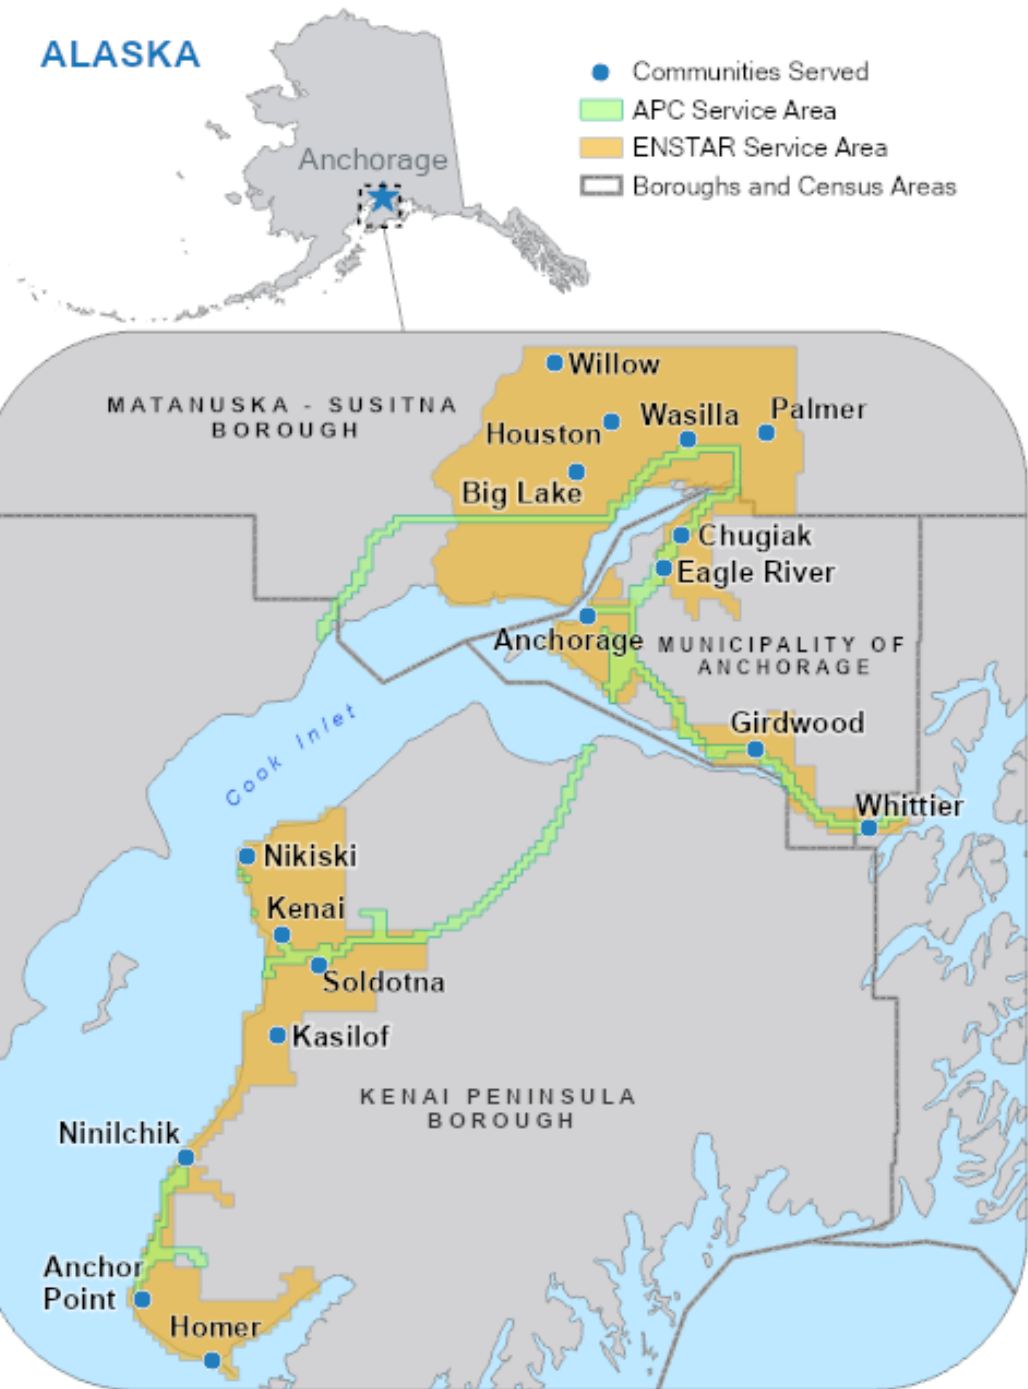 ALASKA
Communities Served
APC Service Area
ENSTAR Service Area
Boroughs and Census Areas
Anchorage
Willow
MATANUSKA - SUSITNA
BOROUGH
Palmer
Wasilla
Houston
Big Lake
Chugiak
Eagle River
Anchorage
MUNICIPALITY OF
ANCHORAGE
Girdwood
Cook Inlet
Whittier
Nikiski
Kenai
Soldotna
Kasilof
KENAI PENINSULA
BOROUGH
Ninilchik
Anchor
Point
Homer